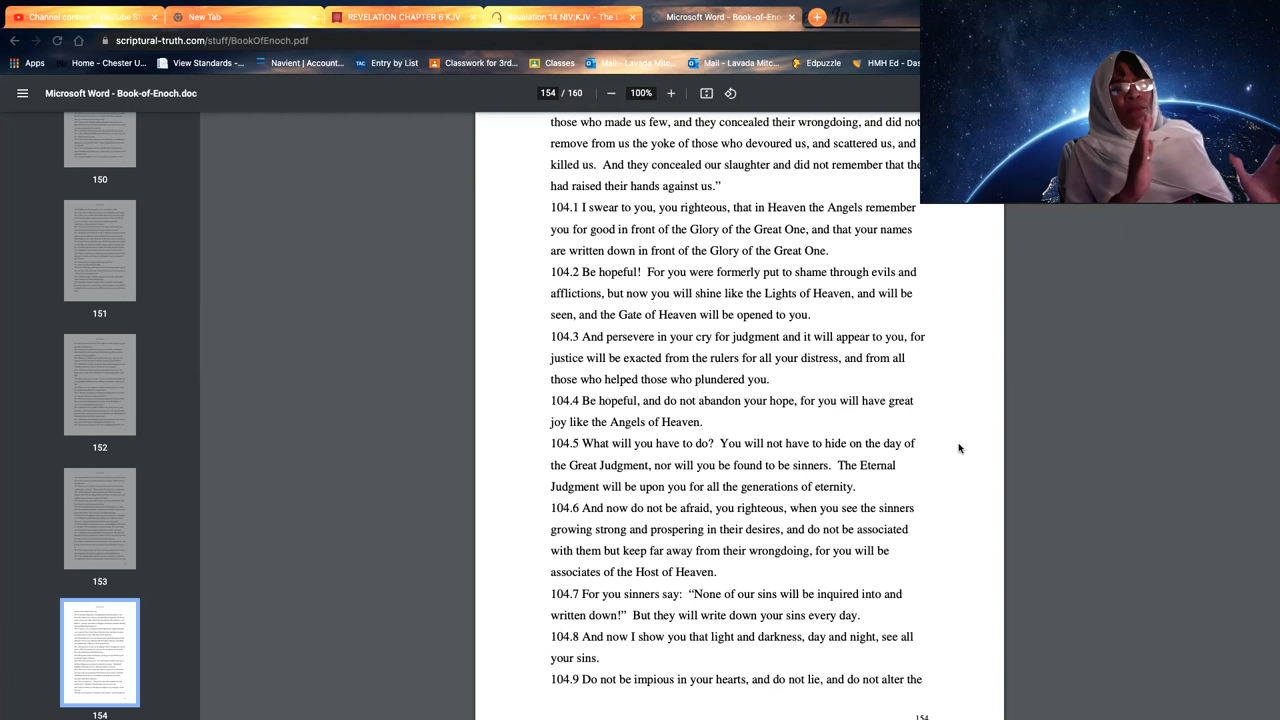 Channel content - YouTube St
New Tab
REVELATION CHAPTER 6 KJV
Revelation 14 NIV;KJV - The L
Microsoft Word - Book-of-Eno
scriptural-truth.com/stuff/BookOfEnoch.pdf
Apps
Home - Chester U...
View Standards -...
Navient | Account...
TAC
Entry by List
Classwork for 3rd...
Classes
Mail - Lavada Mitc...
Mail - Lavada Mitc...
Edpuzzle
HMH Ed - Das
Microsoft Word - Book-of-Enoch.doc
154 / 160
100%
150
151
152
153
154
those who made us few, and they concealed their wrongdoing, and did not
remove from us the yoke of those who devoured us, and scattered us, and
killed us. And they concealed our slaughter and did not remember that the
had raised their hands against us.”
104.1 I swear to you, you righteous, that in Heaven the Angels remember
you for good in front of the Glory of the Great One, and that your names
are written down in front of the Glory of the Great One.
104.2 Be hopeful! For you were formerly put to shame through evils and
afflictions, but now you will shine like the Lights of Heaven, and will be
seen, and the Gate of Heaven will be opened to you.
104.3 And persevere in your cry for judgment and it will appear to you, for
justice will be exacted from the rulers for all your distress, and from all
those who helped those who plundered you.
104.4 Be hopeful, and do not abandon your hope, for you will have great
joy like the Angels of Heaven.
104.5 What will you have to do? You will not have to hide on the day of
the Great Judgment, nor will you be found to be sinners. The Eternal
judgment will be upon you for all the generations of eternity.
104.6 And now do not be afraid, you righteous, when you see the sinners
growing strong and prospering in their desires, and do not be associated
with them but keep far away from their wrongdoing, for you will be
associates of the Host of Heaven.
104.7 For you sinners say: “None of our sins will be inquired into and
written down!” But they will write down your sins every day.
104.8 And now I show you that light and darkness, day and night, see all
your sins.
104.9 Do not be impious in your hearts, and do not lie, and do not alter the
154